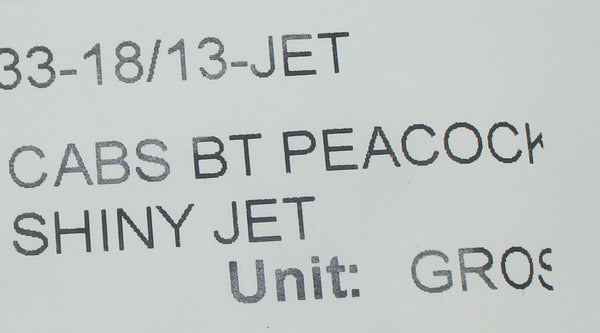 33-18/13-JET
CABS BT PEACOCK
SHINY JET
Unit: GROS